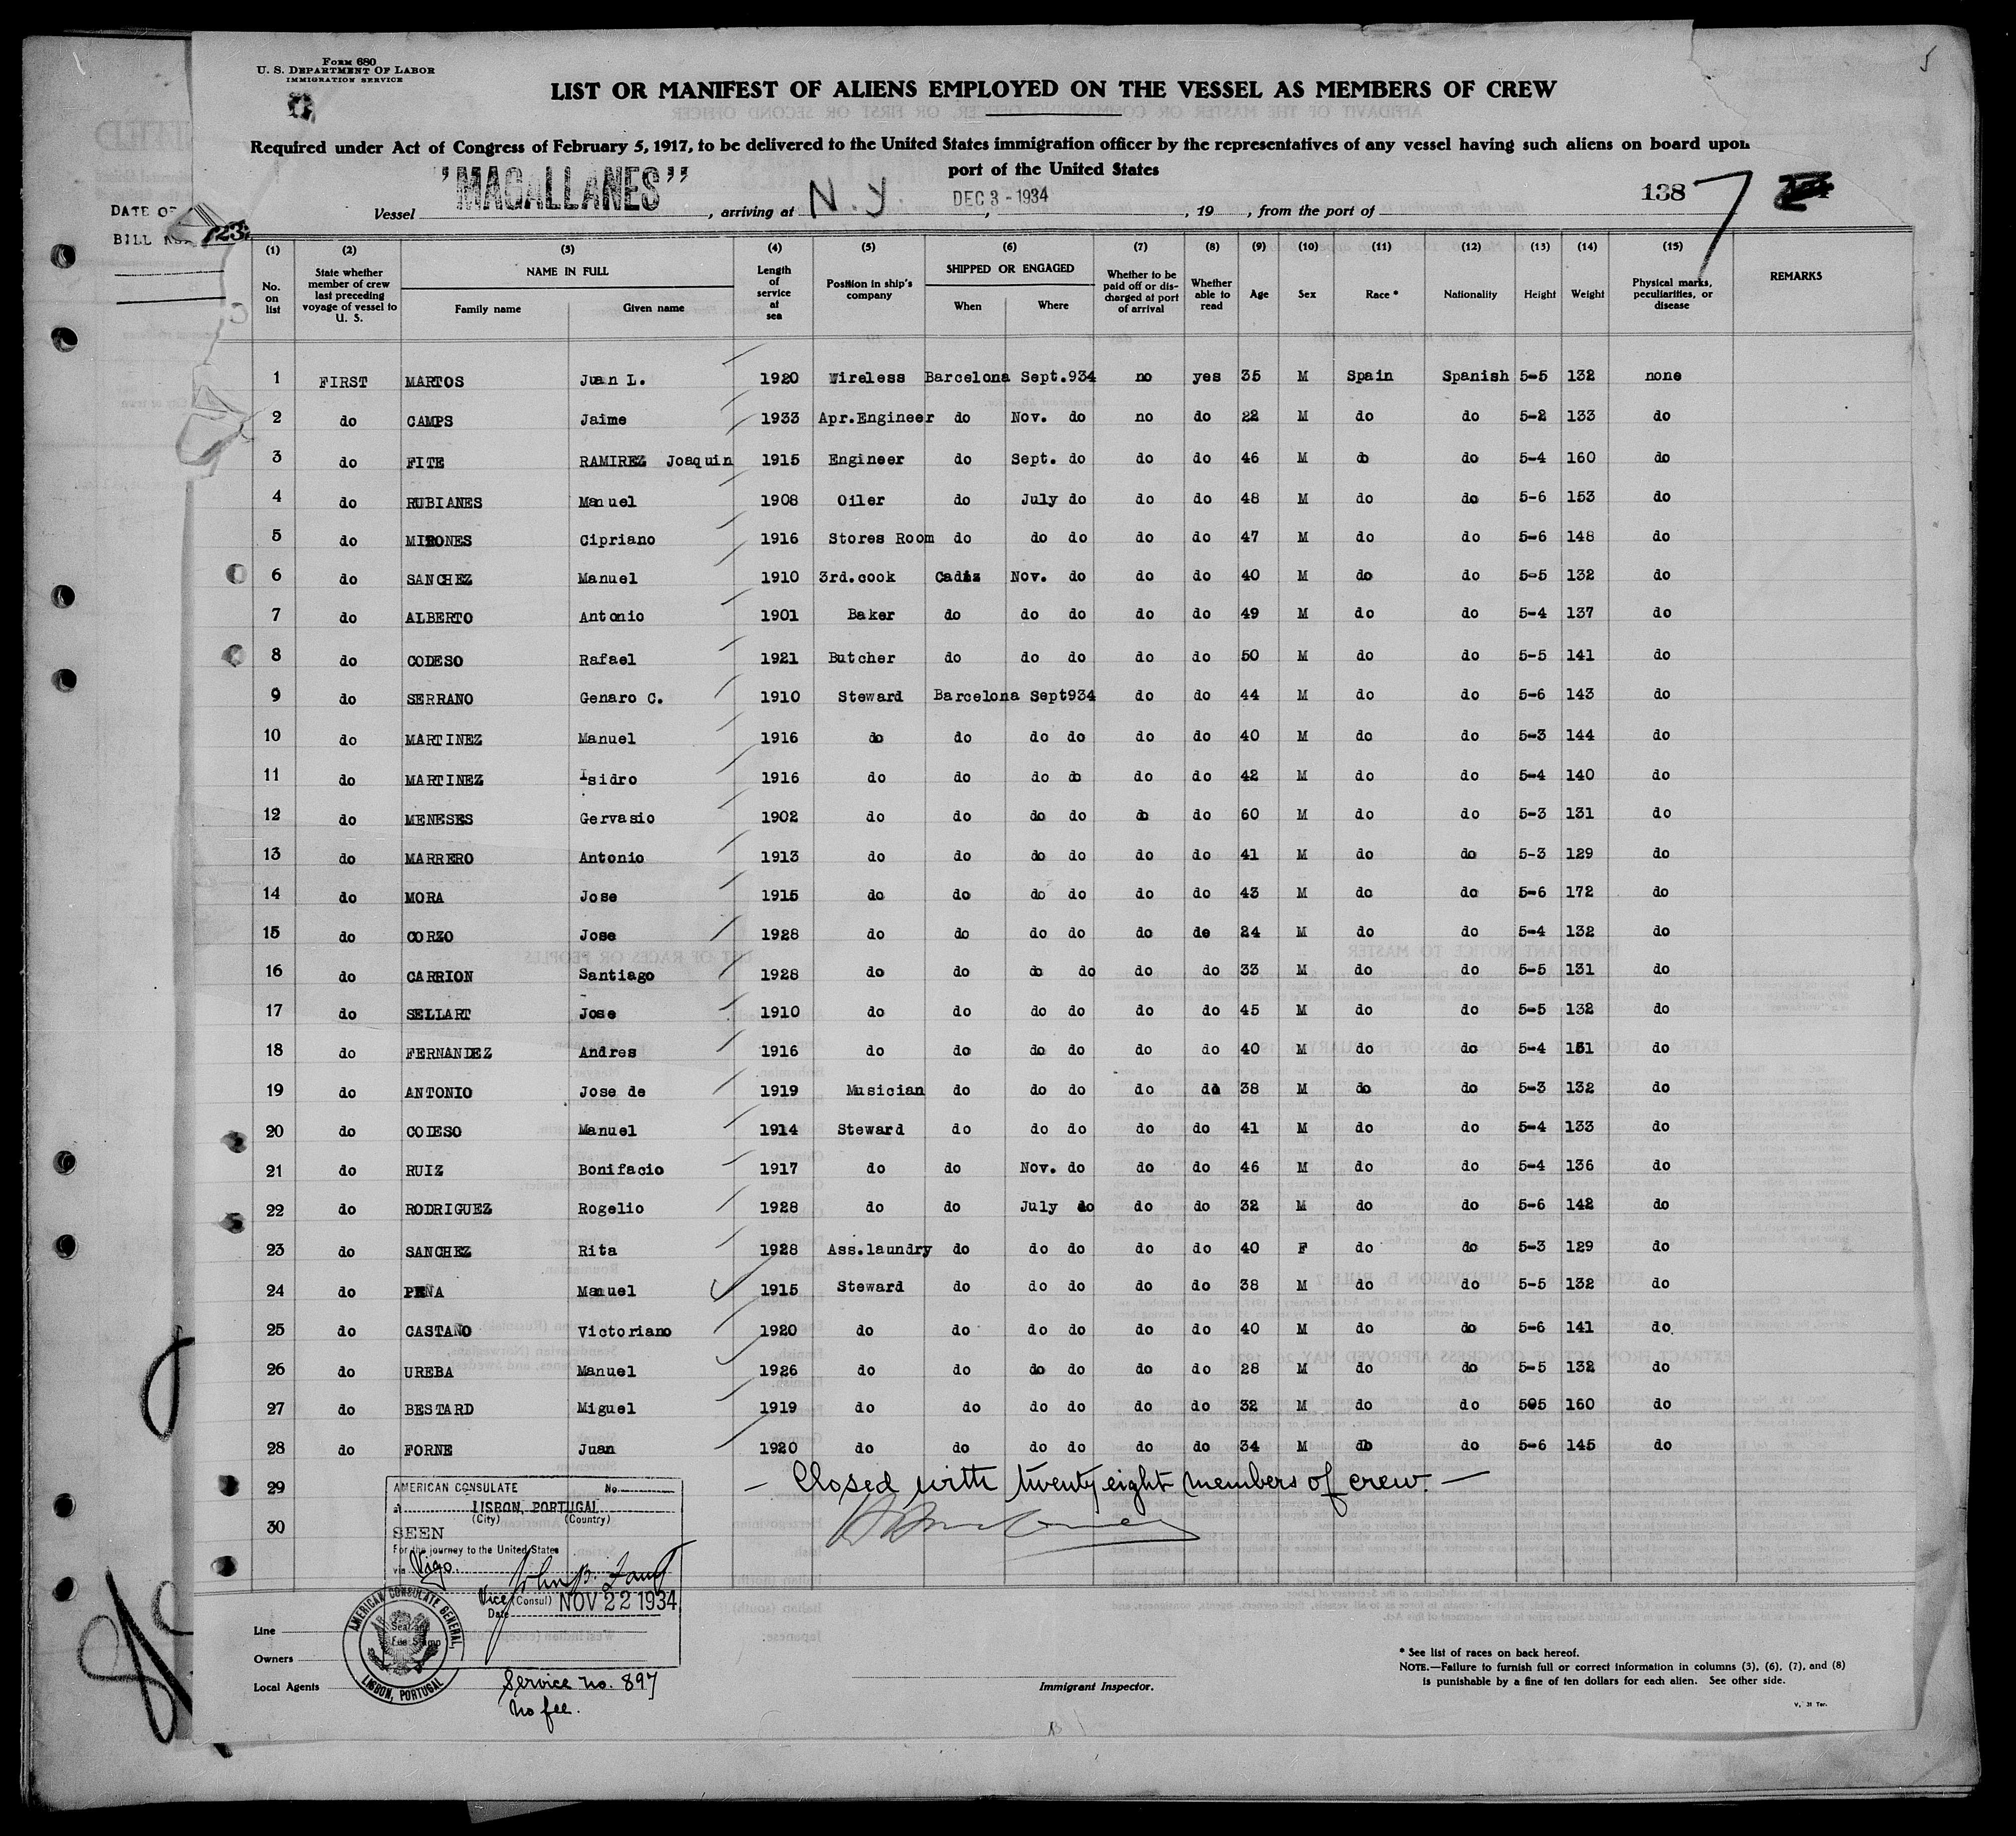 Form 680
U. S. DEPARTMENT OF LABOR
IMMIGRATION SERVICE
LIST OR MANIFEST OF ALIENS EMPLOYED ON THE VESSEL AS MEMBERS OF CREW
Required under Act of Congress of February 5, 1917, to be delivered to the United States immigration officer by the representatives of any vessel having such aliens on board upon
port of the United States
Vessel "MAGALLANES", arriving at N.Y. DEC 3 - 1934, 19 , from the port of 138 7
DATE OF
BILL
723
(1) (2) (3) (4) (5) (6) (7) (8) (9) (10) (11) (12) (13) (14) (15)
No. on list State whether member of crew last preceding voyage of vessel to U. S. NAME IN FULL Family name Given name Length of service at sea Position in ship's company SHIPPED OR ENGAGED When Where Whether to be paid off or discharged at port of arrival Whether able to read Age Sex Race * Nationality Height Weight Physical marks, peculiarities, or disease REMARKS
1 FIRST MARTOS Juan L. 1920 Wireless Barcelona Sept.934 no yes 35 M Spain Spanish 5-5 132 none
2 do CAMPS Jaime 1933 Apr.Engineer do Nov. do no do 22 M do do 5-2 133 do
3 do FITE RAMIREZ Joaquin 1915 Engineer do Sept. do do do 46 M do do 5-4 160 do
4 do RUBIANES Manuel 1908 Oiler do July do do do 48 M do do 5-6 153 do
5 do MIRONES Cipriano 1916 Stores Room do do do do do 47 M do do 5-6 148 do
6 do SANCHEZ Manuel 1910 3rd.cook Cadiz Nov. do do do 40 M do do 5-5 132 do
7 do ALBERTO Antonio 1901 Baker do do do do do 49 M do do 5-4 137 do
8 do CODESO Rafael 1921 Butcher do do do do do 50 M do do 5-5 141 do
9 do SERRANO Genaro C. 1910 Steward Barcelona Sept934 do do 44 M do do 5-6 143 do
10 do MARTINEZ Manuel 1916 do do do do do do 40 M do do 5-3 144 do
11 do MARTINEZ Isidro 1916 do do do do do do 42 M do do 5-4 140 do
12 do MENESES Gervasio 1902 do do do do do do 60 M do do 5-3 131 do
13 do MARRERO Antonio 1913 do do do do do do 41 M do do 5-3 129 do
14 do MORA Jose 1915 do do do do do do 43 M do do 5-6 172 do
15 do CORZO Jose 1928 do do do do do de 24 M do do 5-4 132 do
16 do CARRION Santiago 1928 do do do do do do 33 M do do 5-5 131 do
17 do SELLART Jose 1910 do do do do do do 45 M do do 5-5 132 do
18 do FERNANDEZ Andres 1916 do do do do do do 40 M do do 5-4 151 do
19 do ANTONIO Jose de 1919 Musician do do do do do 38 M do do 5-3 132 do
20 do CODESO Manuel 1914 Steward do do do do do 41 M do do 5-4 133 do
21 do RUIZ Bonifacio 1917 do do Nov. do do do 46 M do do 5-4 136 do
22 do RODRIGUEZ Rogelio 1928 do do July do do do 32 M do do 5-6 142 do
23 do SANCHEZ Rita 1928 Ass.laundry do do do do do 40 F do do 5-3 129 do
24 do PENA Manuel 1915 Steward do do do do do 38 M do do 5-5 132 do
25 do CASTANO Victoriano 1920 do do do do do do 40 M do do 5-6 141 do
26 do UREBA Manuel 1926 do do do do do do 28 M do do 5-5 132 do
27 do BESTARD Miguel 1919 do do do do do do 32 M do do 505 160 do
28 do FORNE Juan 1920 do do do do do do 34 M do do 5-6 145 do
29
30
— Closed with twenty eight members of crew. —
AMERICAN CONSULATE No.
at LISBON, PORTUGAL
(City) (Country)
SEEN
For the journey to the United States
via Vigo.
John B.
Vice (Consul)
Date NOV 22 1934
AMERICAN CONSULATE GENERAL, LISBON, PORTUGAL
Seal and
Fee Stamp
Service no. 897
No fee.
Line
Owners
Local Agents
Immigrant Inspector.
* See list of races on back hereof.
NOTE.—Failure to furnish full or correct information in columns (5), (6), (7), and (8)
is punishable by a fine of ten dollars for each alien. See other side.